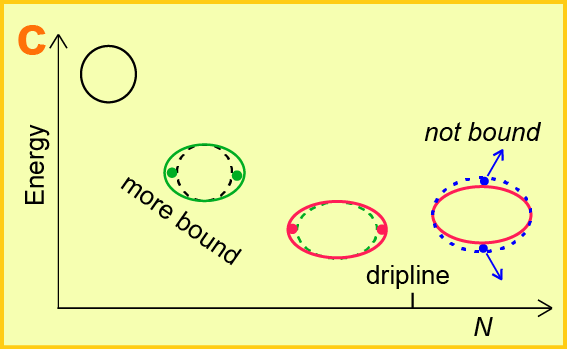 C
Energy
not bound
more bound
dripline
N